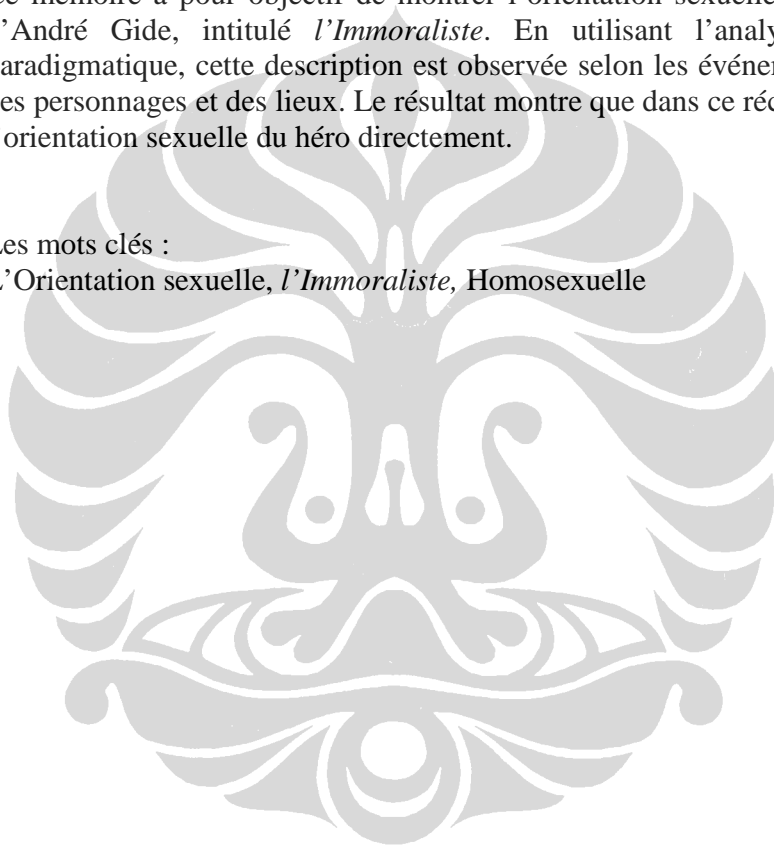 mémoire a pour objectif de montrer l'orientation sexuelle
d'André Gide, intitulé l'Immoraliste. En utilisant
cette description est observée selon les
personnages et des lieux. Le résultat montre que dans ce
orientation sexuelle du héro directement.
Les mots clés :
L'Orientation sexuelle, l'Immoraliste, Homosexuelle